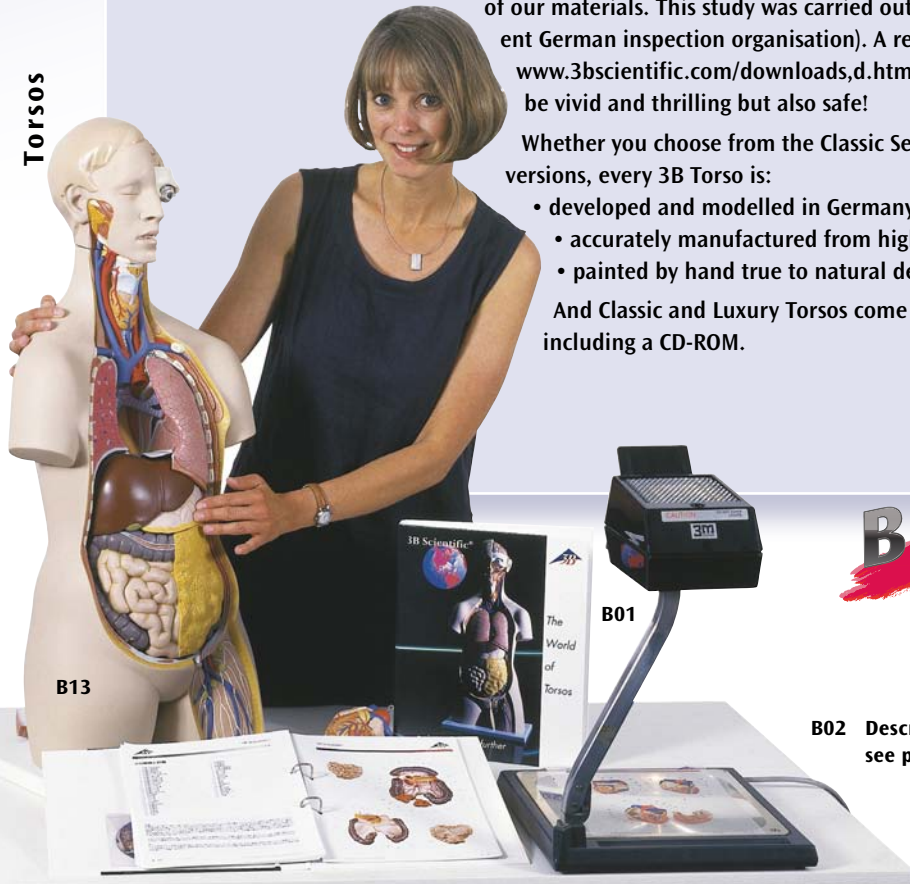 Torsos
of our materials. This study was carried out
ent German inspection organisation). A re
www.3bscientific.com/downloads,d.htm
be vivid and thrilling but also safe!
Whether you choose from the Classic Se
versions, every 3B Torso is:
• developed and modelled in Germany
• accurately manufactured from hig
• painted by hand true to natural de
And Classic and Luxury Torsos come
including a CD-ROM.
CAUTION
3M
B
3B Scientific®
3B
The
World
of
Torsos
further
B01
B13
B02 Descr
see p